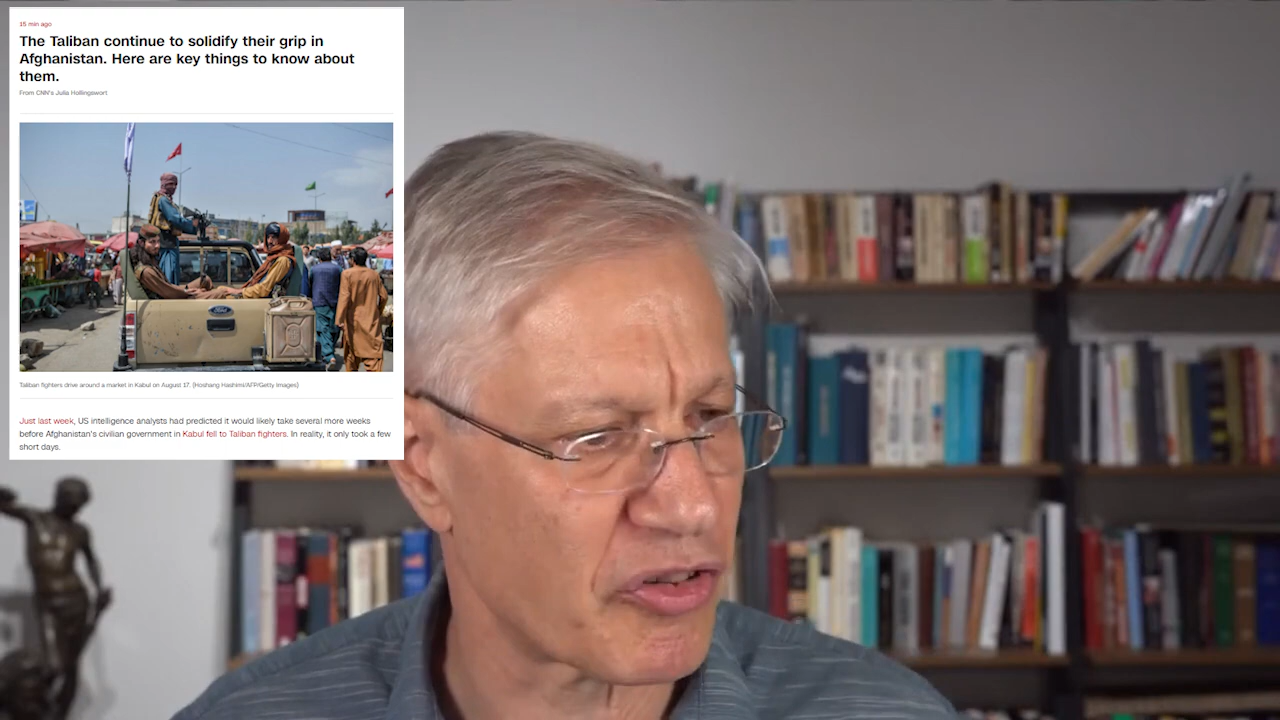 15 min ago
The Taliban continue to solidify their grip in
Afghanistan. Here are key things to know about
them.
From CNN's Julia Hollingswort
Taliban fighters drive around a market in Kabul on August 17. (Hoshang Hashimi/AFP/Getty Images)
Just last week, US intelligence analysts had predicted it would likely take several more weeks
before Afghanistan's civilian government in Kabul fell to Taliban fighters. In reality, it only took a few
short days.